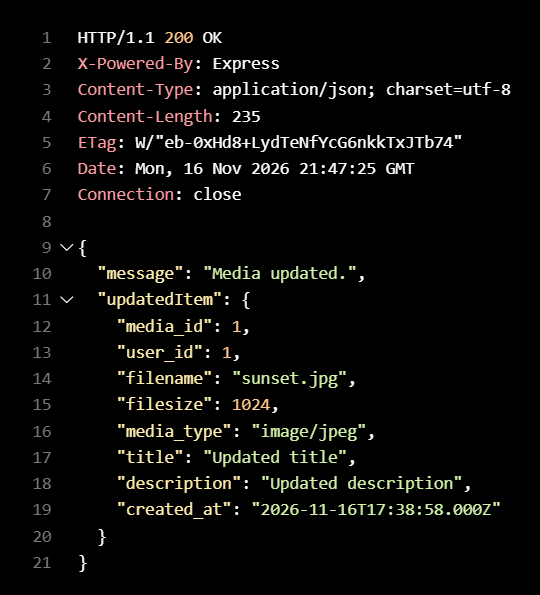 1 HTTP/1.1 200 OK
2 X-Powered-By: Express
3 Content-Type: application/json; charset=utf-8
4 Content-Length: 235
5 ETag: W/"eb-0xHd8+LydTeNfYcG6nkkTxJTb74"
6 Date: Mon, 16 Nov 2026 21:47:25 GMT
7 Connection: close
8
9 {
10 "message": "Media updated.",
11 "updatedItem": {
12 "media_id": 1,
13 "user_id": 1,
14 "filename": "sunset.jpg",
15 "filesize": 1024,
16 "media_type": "image/jpeg",
17 "title": "Updated title",
18 "description": "Updated description",
19 "created_at": "2026-11-16T17:38:58.000Z"
20 }
21 }